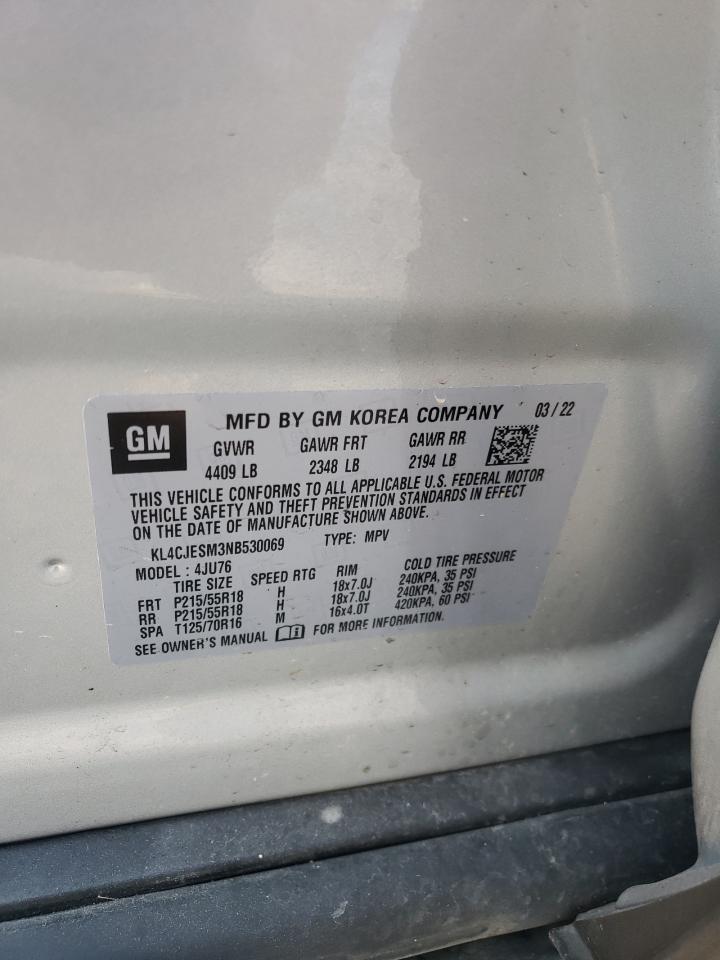 GM
MFD BY GM KOREA COMPANY 03 / 22
GVWR GAWR FRT GAWR RR
4409 LB 2348 LB 2194 LB
THIS VEHICLE CONFORMS TO ALL APPLICABLE U.S. FEDERAL MOTOR
VEHICLE SAFETY AND THEFT PREVENTION STANDARDS IN EFFECT
ON THE DATE OF MANUFACTURE SHOWN ABOVE.
KL4CJESM3NB530069 TYPE: MPV
MODEL : 4JU76
TIRE SIZE SPEED RTG RIM COLD TIRE PRESSURE
FRT P215/55R18 H 18x7.0J 240KPA, 35 PSI
RR P215/55R18 H 18x7.0J 240KPA, 35 PSI
SPA T125/70R16 M 16x4.0T 420KPA, 60 PSI
SEE OWNER'S MANUAL FOR MORE INFORMATION.